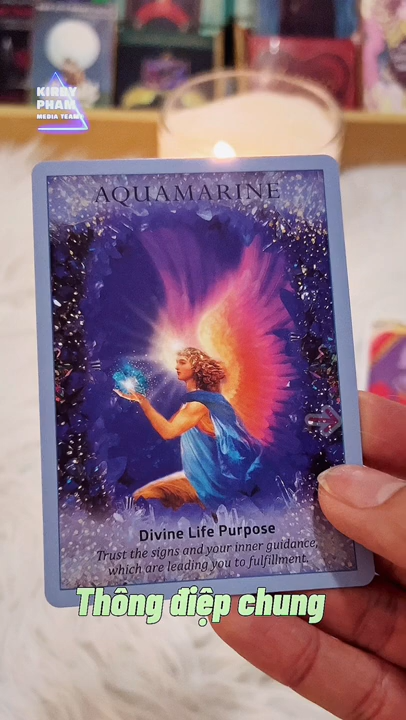 KIRBY
PHAM
MEDIA TEAM
AQUAMARINE
Divine Life Purpose
Trust the signs and your inner guidance,
which are leading you to fulfillment.
Thông điệp chung